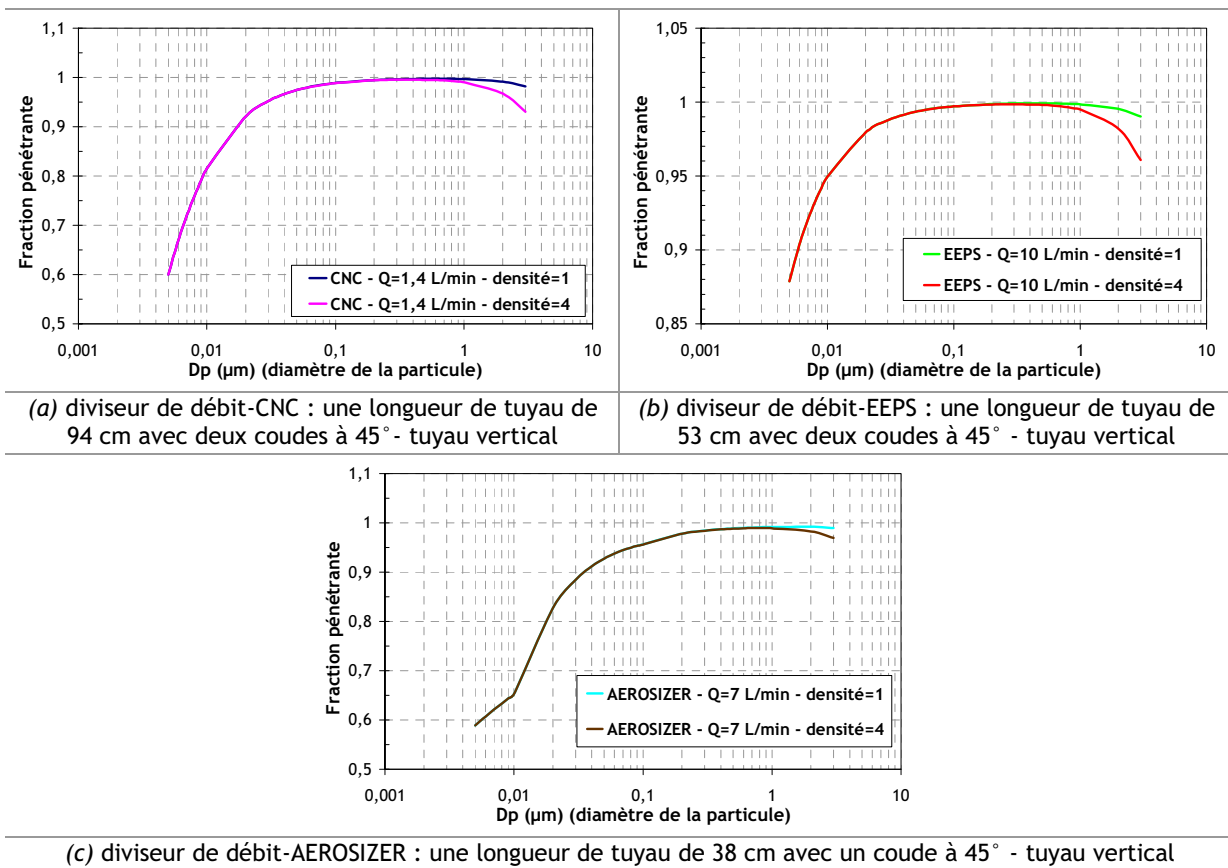 1,1
1
0,9
0,8
0,7
0,6
0,5
Fraction pénétrante
CNC - Q=1,4 L/min - densité=1
CNC - Q=1,4 L/min - densité=4
0,001 0,01 0,1 1 10
Dp (µm) (diamètre de la particule)
(a) diviseur de débit-CNC : une longueur de tuyau de
94 cm avec deux coudes à 45°- tuyau vertical
1,05
1
0,95
0,9
0,85
Fraction pénétrante
EEPS - Q=10 L/min - densité=1
EEPS - Q=10 L/min - densité=4
0,001 0,01 0,1 1 10
Dp (µm) (diamètre de la particule)
(b) diviseur de débit-EEPS : une longueur de tuyau de
53 cm avec deux coudes à 45° - tuyau vertical
1,1
1
0,9
0,8
0,7
0,6
0,5
Fraction pénétrante
AEROSIZER - Q=7 L/min - densité=1
AEROSIZER - Q=7 L/min - densité=4
0,001 0,01 0,1 1 10
Dp (µm) (diamètre de la particule)
(c) diviseur de débit-AEROSIZER : une longueur de tuyau de 38 cm avec un coude à 45° - tuyau vertical